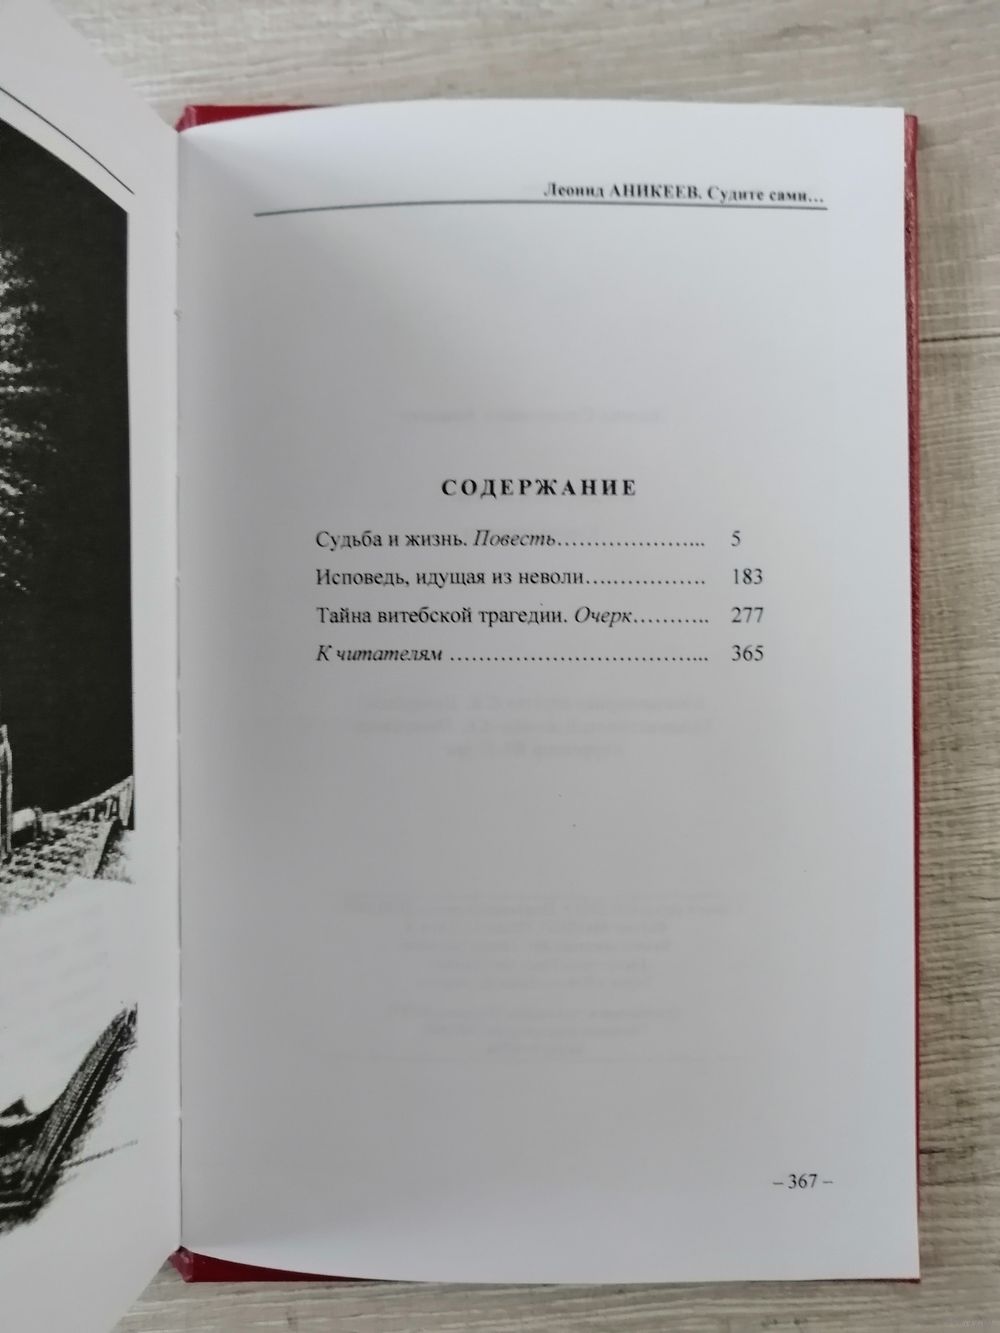 Леонид АНИКЕЕВ. Судите сами...
СОДЕРЖАНИЕ
Судьба и жизнь. Повесть....................... 5
Исповедь, идущая из неволи.................. 183
Тайна витебской трагедии. Очерк........... 277
К читателям .................................... 365
– 367 –